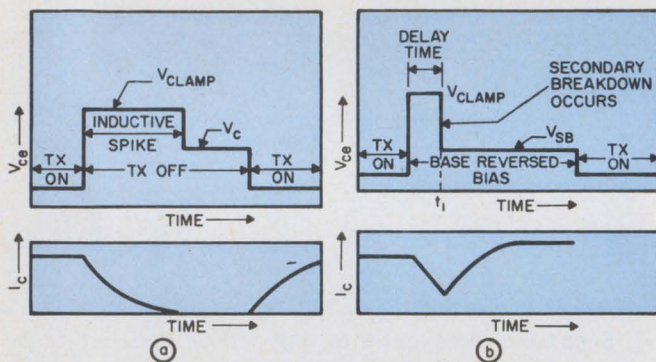 VCLAMP
INDUCTIVE
SPIKE
VC
TX
ON
TX OFF
TX
ON
Vce
TIME
IC
TIME
a
DELAY
TIME
VCLAMP
SECONDARY
BREAKDOWN
OCCURS
VSB
TX
ON
BASE REVERSED
BIAS
TX
ON
Vce
t1
TIME
IC
TIME
b